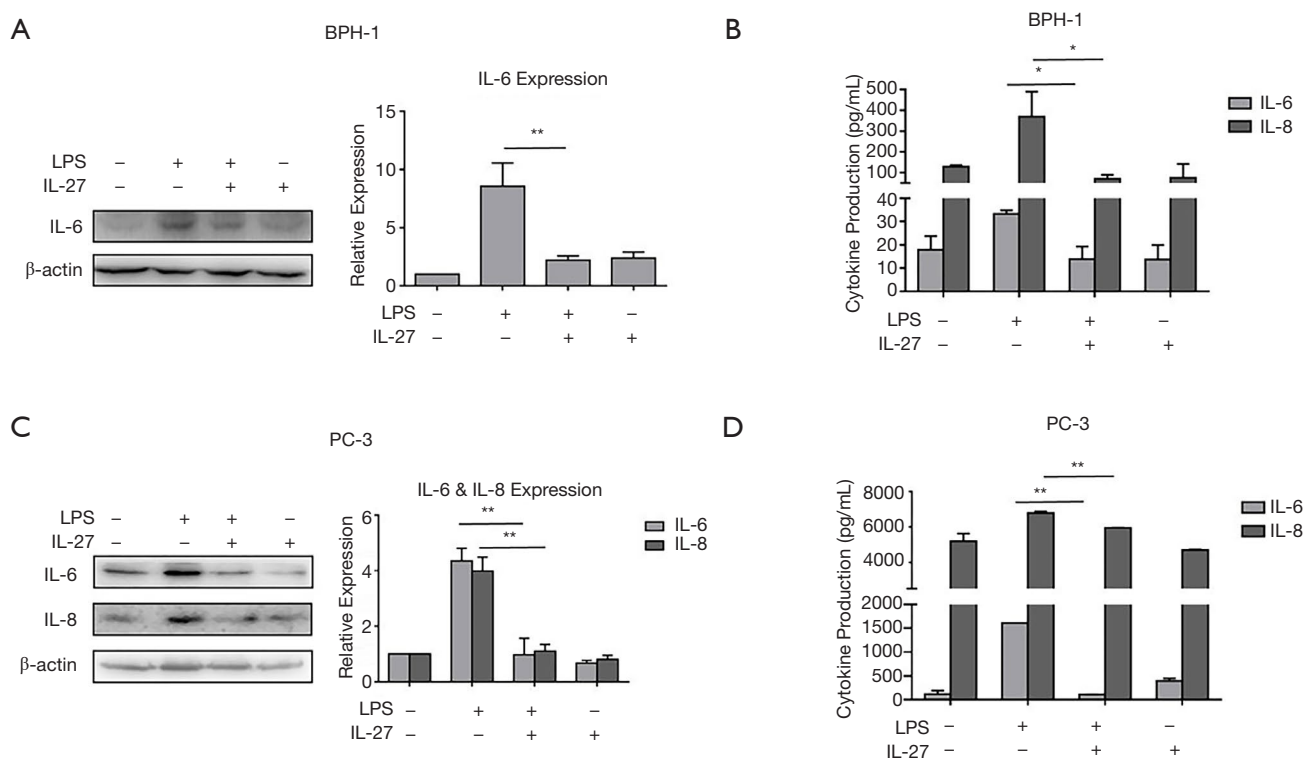 A
BPH-1
LPS – + + –
IL-27 – – + +
IL-6
β-actin
IL-6 Expression
Relative Expression
15
10
5
0
**
LPS – + + –
IL-27 – – + +
B
BPH-1
Cytokine Production (pg/mL)
500
400
300
200
100
40
30
20
10
0
*
*
IL-6
IL-8
LPS – + + –
IL-27 – – + +
C
PC-3
LPS – + + –
IL-27 – – + +
IL-6
IL-8
β-actin
IL-6 & IL-8 Expression
Relative Expression
6
4
2
0
**
**
IL-6
IL-8
LPS – + + –
IL-27 – – + +
D
PC-3
Cytokine Production (pg/mL)
8000
6000
4000
2000
1500
1000
500
0
**
**
IL-6
IL-8
LPS – + + –
IL-27 – – + +